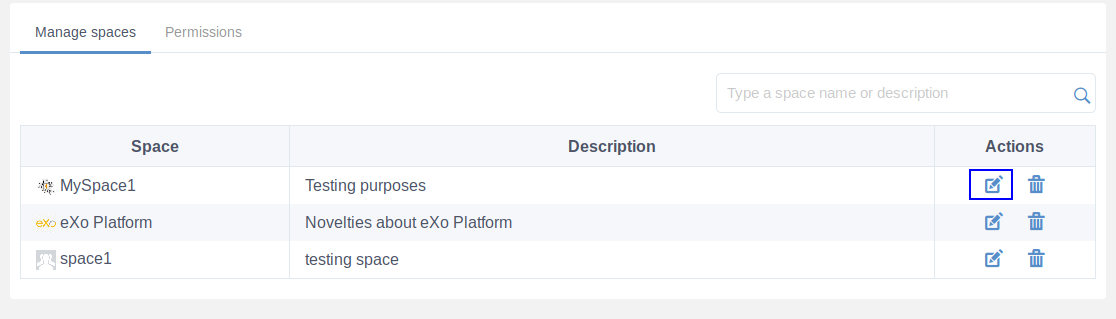 Manage spaces Permissions
Type a space name or description
Space Description Actions
MySpace1 Testing purposes
eXo eXo Platform Novelties about eXo Platform
space1 testing space